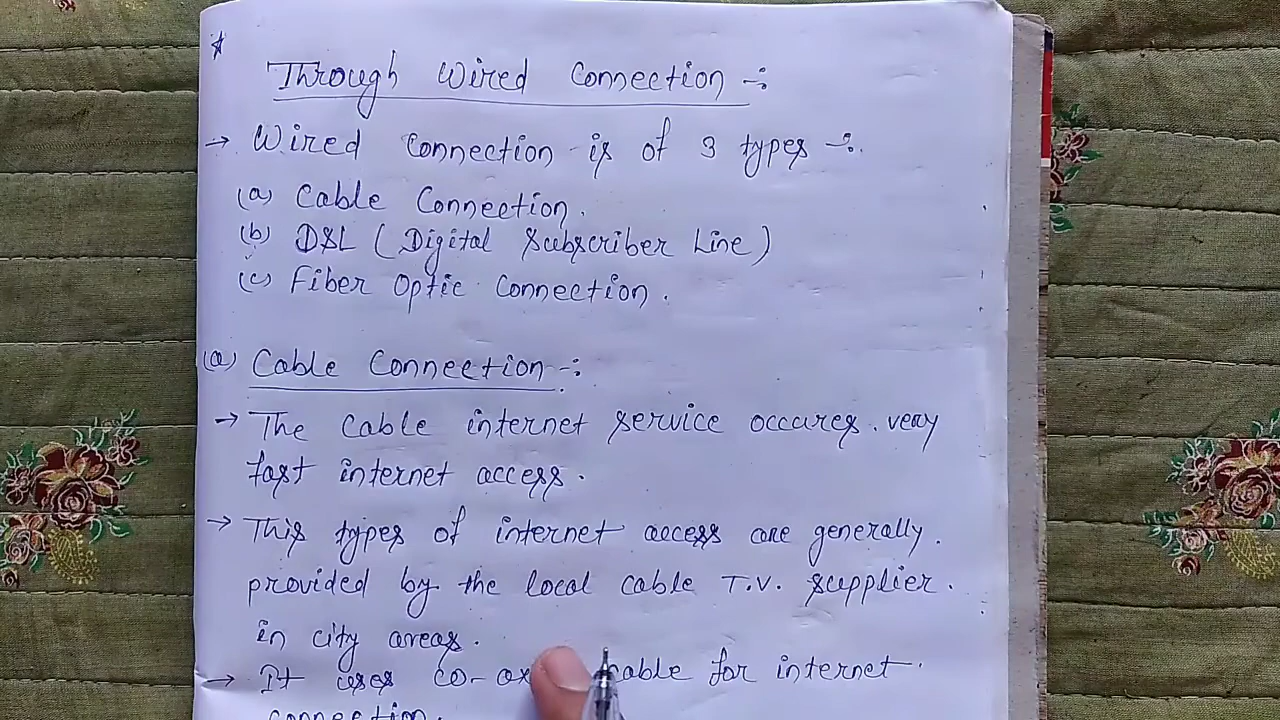 Through Wired Connection :-
→ Wired Connection is of 3 types :-
(a) Cable Connection.
(b) DSL (Digital Subscriber Line)
(c) Fiber Optic Connection.
(a) Cable Connection :-
→ The Cable internet service occures very
fast internet access.
→ This types of internet access are generally
provided by the local cable T.V. supplier
in city areas.
→ It uses co- cable for internet
connection.